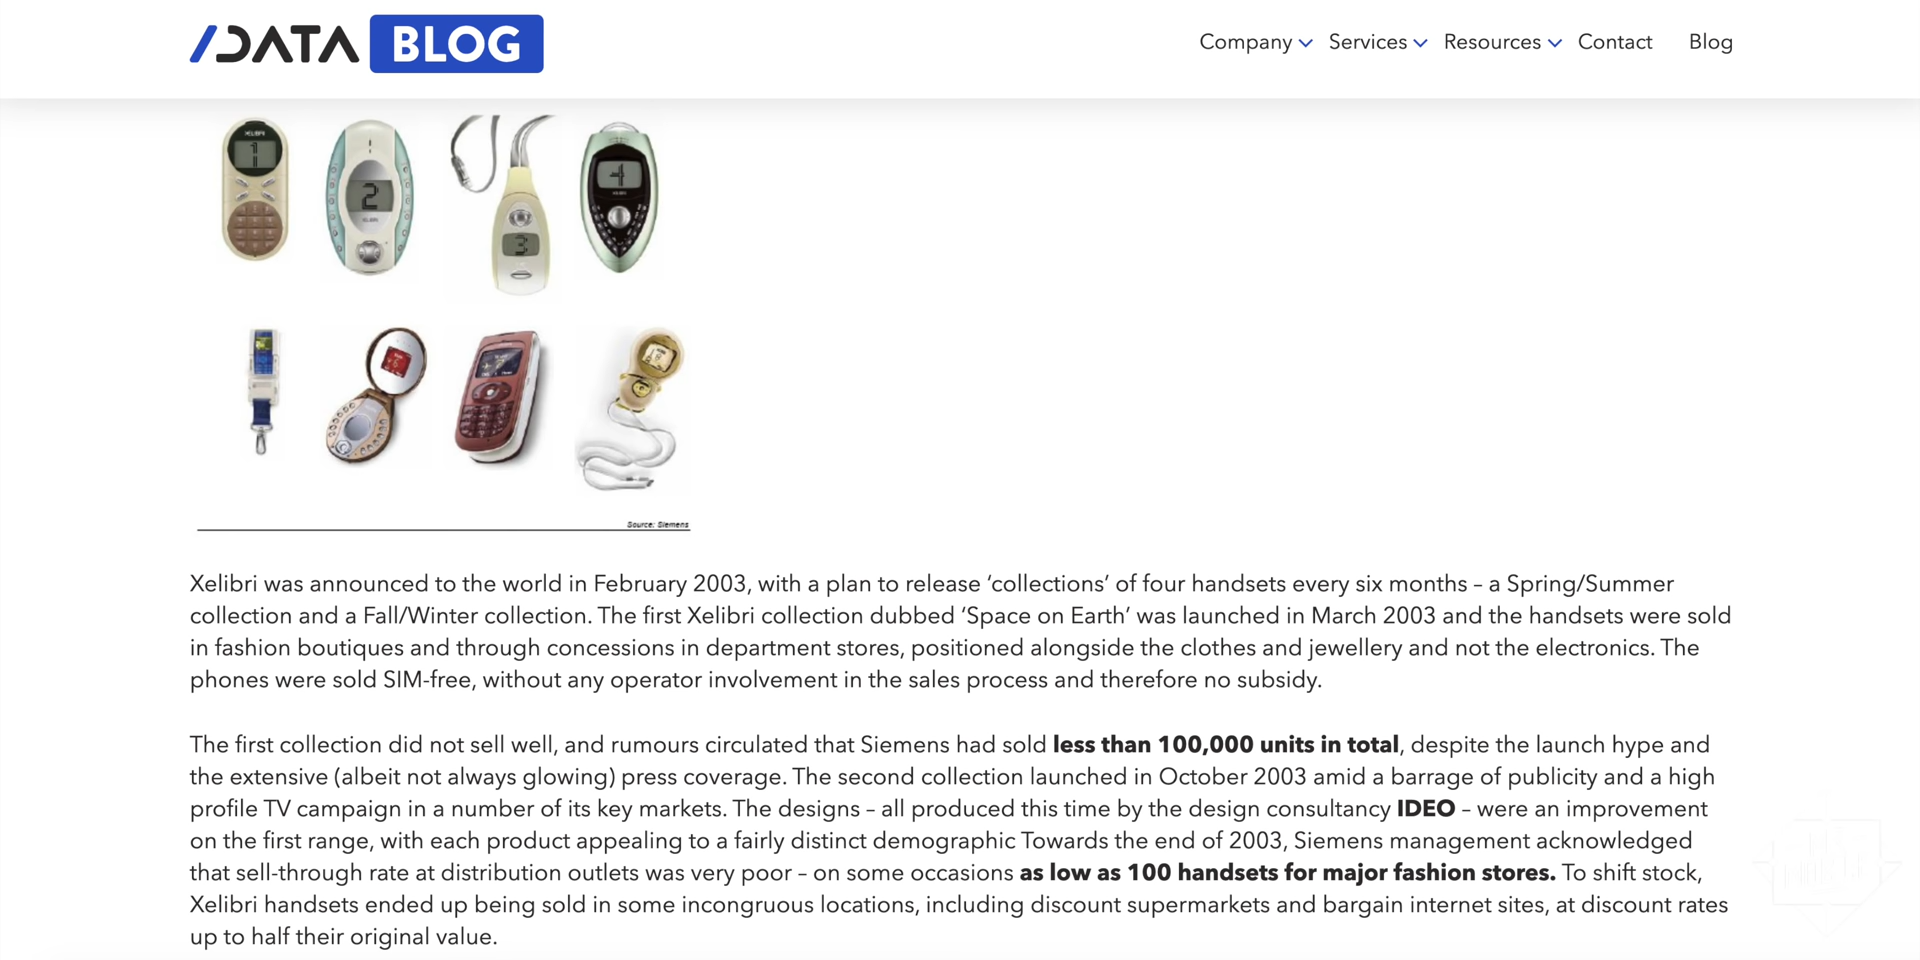 /DATA BLOG
Company Services Resources Contact Blog
XELIBRI
1
2
XELIBRI
3
4
XELIBRI
6
Source: Siemens
Xelibri was announced to the world in February 2003, with a plan to release ‘collections’ of four handsets every six months – a Spring/Summer
collection and a Fall/Winter collection. The first Xelibri collection dubbed ‘Space on Earth’ was launched in March 2003 and the handsets were sold
in fashion boutiques and through concessions in department stores, positioned alongside the clothes and jewellery and not the electronics. The
phones were sold SIM-free, without any operator involvement in the sales process and therefore no subsidy.
The first collection did not sell well, and rumours circulated that Siemens had sold less than 100,000 units in total, despite the launch hype and
the extensive (albeit not always glowing) press coverage. The second collection launched in October 2003 amid a barrage of publicity and a high
profile TV campaign in a number of its key markets. The designs – all produced this time by the design consultancy IDEO – were an improvement
on the first range, with each product appealing to a fairly distinct demographic Towards the end of 2003, Siemens management acknowledged
that sell-through rate at distribution outlets was very poor – on some occasions as low as 100 handsets for major fashion stores. To shift stock,
Xelibri handsets ended up being sold in some incongruous locations, including discount supermarkets and bargain internet sites, at discount rates
up to half their original value.